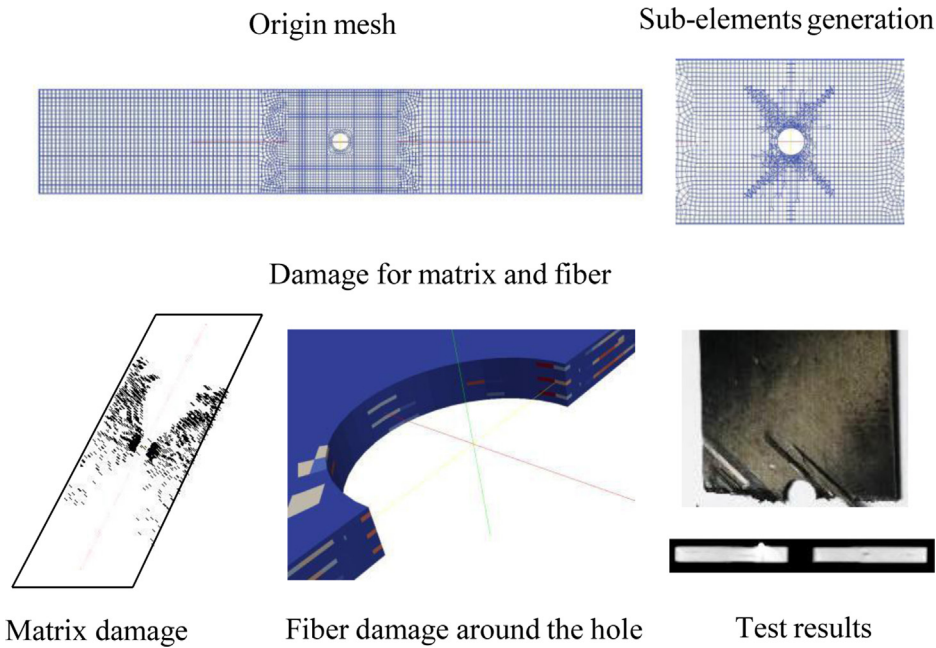 Origin mesh
Sub-elements generation
Damage for matrix and fiber
Matrix damage
Fiber damage around the hole
Test results